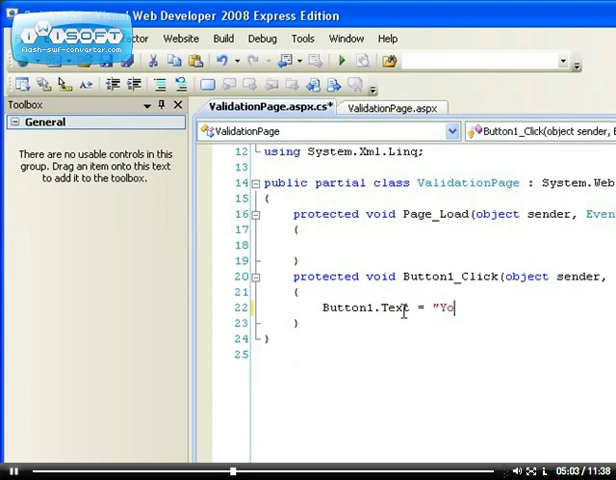 Visual Web Developer 2008 Express Edition
iWISOFT
flash-swf-converter.com
Website Build Debug Tools Window Help
Toolbox
General
There are no usable controls in this
group. Drag an item onto this text
to add it to the toolbox.
ValidationPage.aspx.cs* ValidationPage.aspx
ValidationPage Button1_Click(object sender, E
12 using System.Xml.Linq;
13
14 public partial class ValidationPage : System.Web
15 {
16 protected void Page_Load(object sender, Even
17 {
18
19 }
20 protected void Button1_Click(object sender,
21 {
22 Button1.Text = "Yo
23 }
24 }
25
05:03 / 11:38